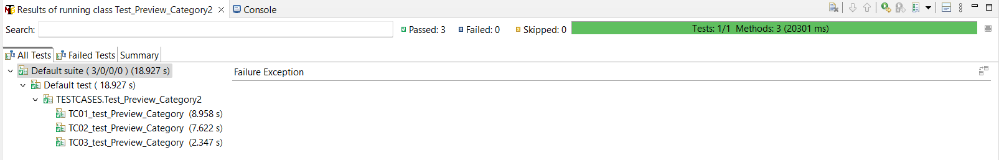 Results of running class Test_Preview_Category2 Console
Search: Passed: 3 Failed: 0 Skipped: 0 Tests: 1/1 Methods: 3 (20301 ms)
All Tests Failed Tests Summary
Default suite ( 3/0/0/0 ) (18.927 s) Failure Exception
Default test ( 18.927 s)
TESTCASES.Test_Preview_Category2
TC01_test_Preview_Category (8.958 s)
TC02_test_Preview_Category (7.622 s)
TC03_test_Preview_Category (2.347 s)